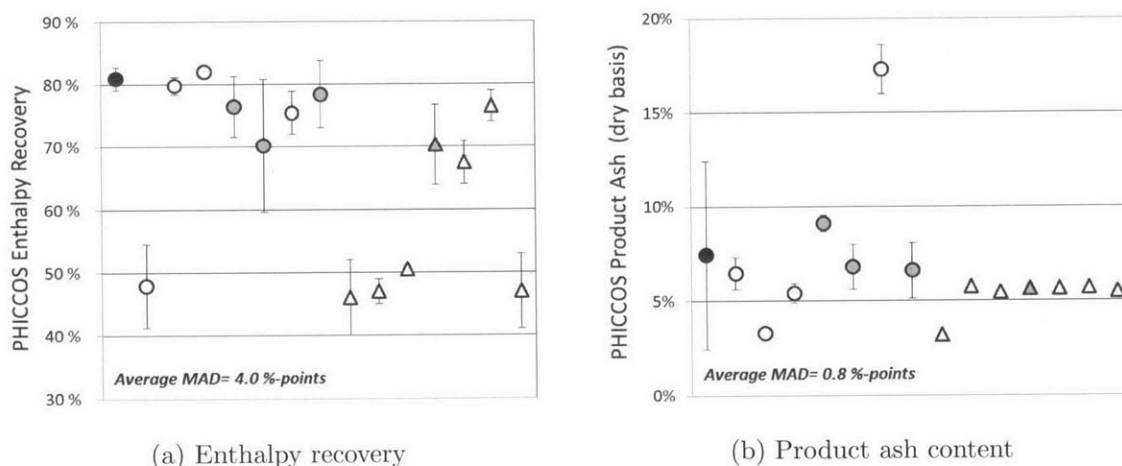 PHICCOS Enthalpy Recovery
90 %
80 %
70 %
60 %
50 %
40 %
30 %
Average MAD= 4.0 %-points
(a) Enthalpy recovery
PHICCOS Product Ash (dry basis)
20%
15%
10%
5%
0%
Average MAD= 0.8 %-points
(b) Product ash content